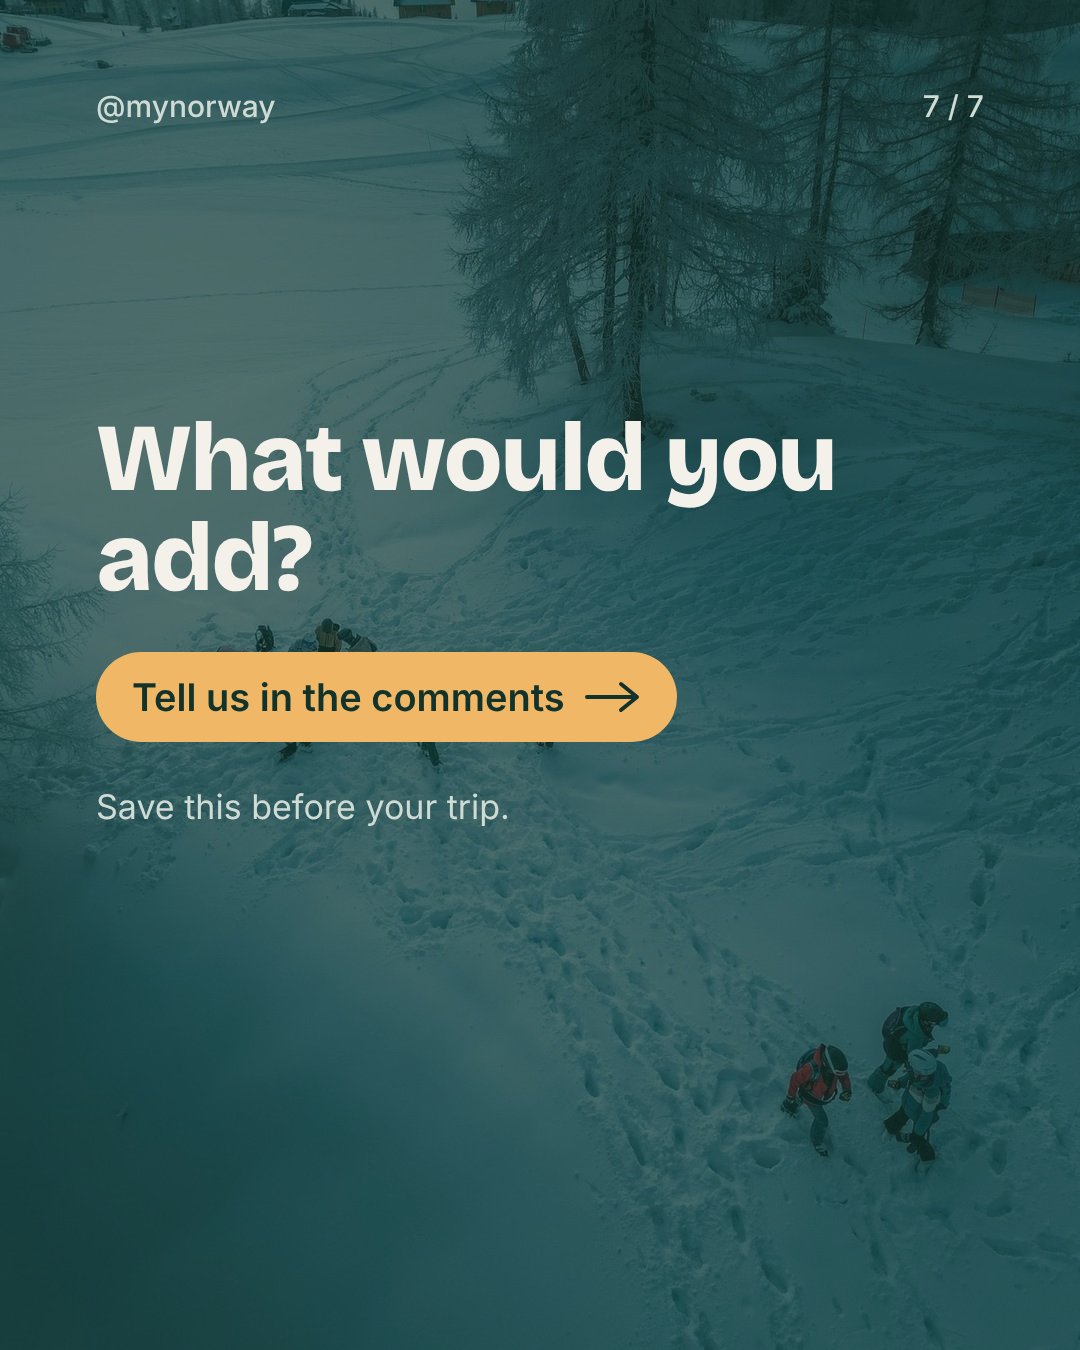 @mynorway
7 / 7
What would you
add?
Tell us in the comments →
Save this before your trip.